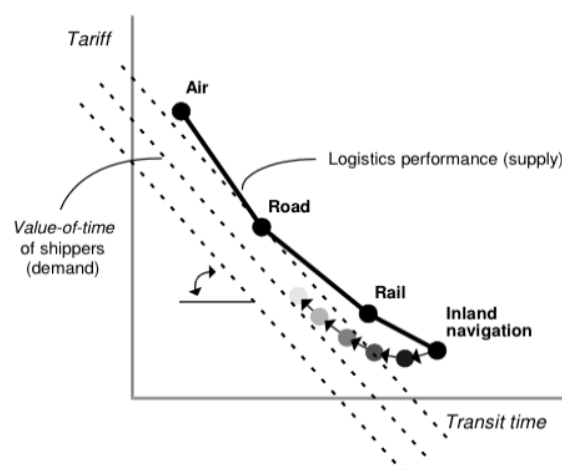 Tariff
Air
Logistics performance (supply)
Road
Value-of-time
of shippers
(demand)
Rail
Inland
navigation
Transit time